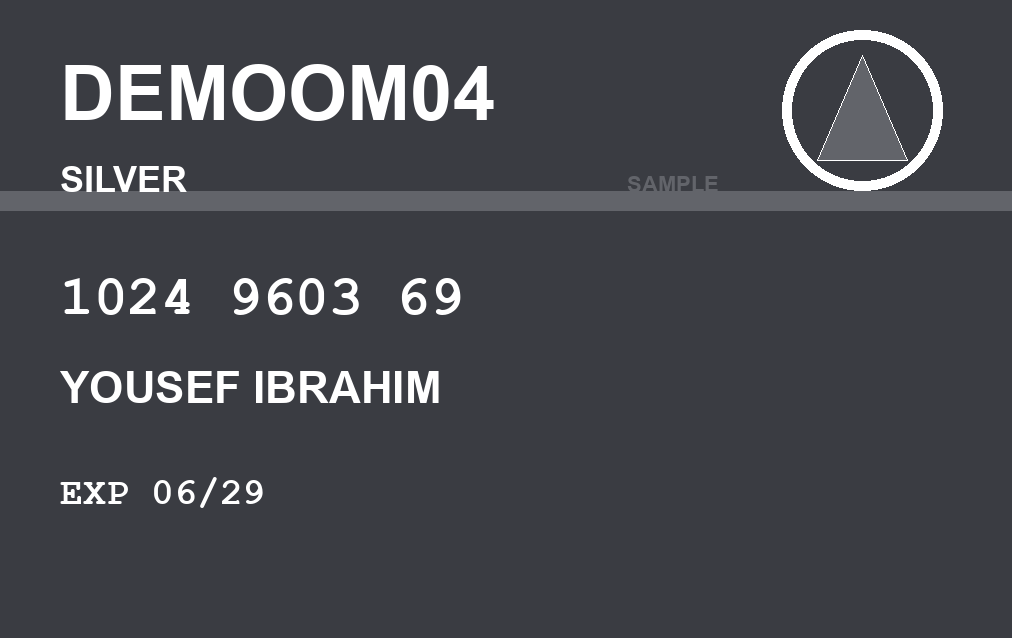 DEMOOM04
SILVER
SAMPLE
1024 9603 69
YOUSEF IBRAHIM
EXP 06/29